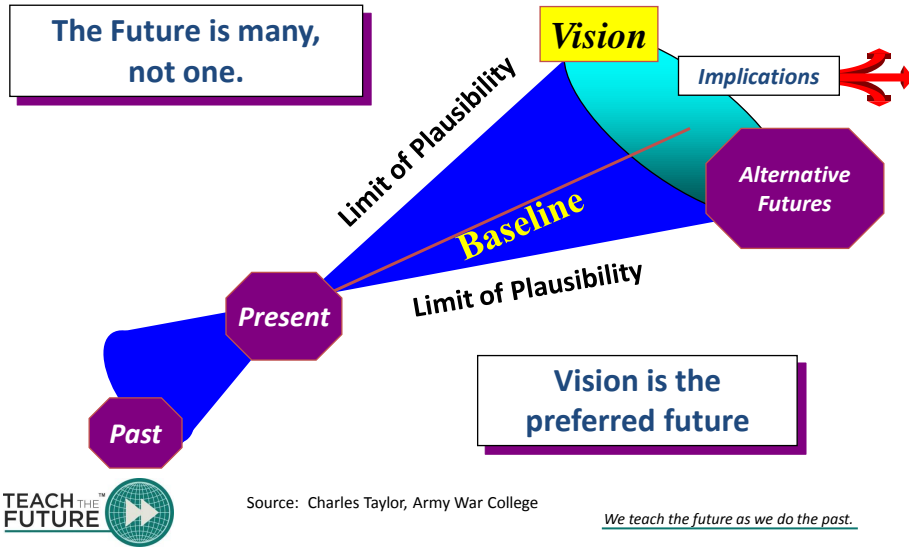 The Future is many,
not one.
Vision
Implications
Limit of Plausibility
Alternative
Futures
Baseline
Limit of Plausibility
Present
Vision is the
preferred future
Past
TEACH THE™
FUTURE
Source: Charles Taylor, Army War College
We teach the future as we do the past.